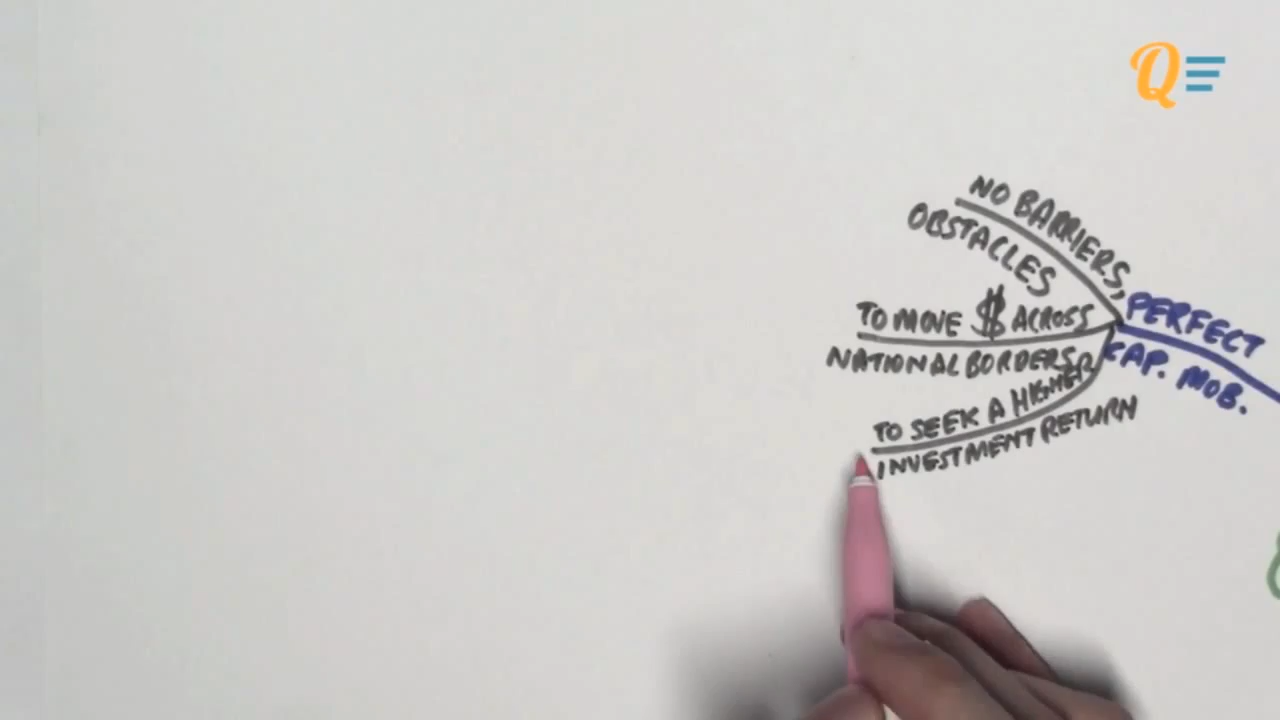 Q
NO BARRIERS,
OBSTACLES
TO MOVE $ ACROSS
NATIONAL BORDERS
TO SEEK A HIGHER
INVESTMENT RETURN
PERFECT
CAP. MOB.